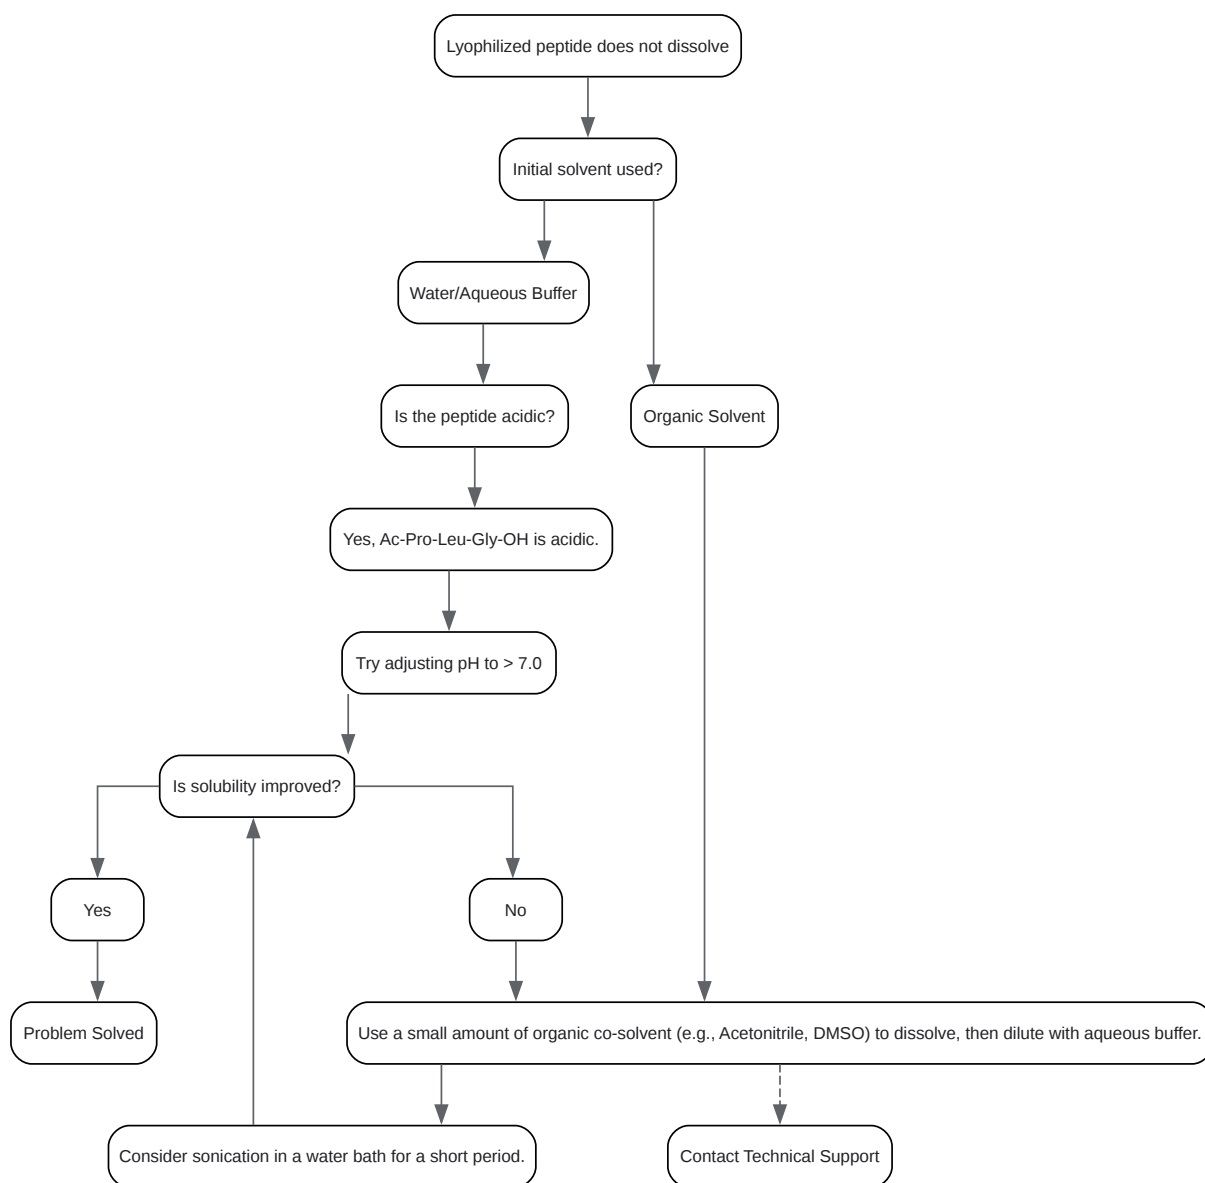 Lyophilized peptide does not dissolve
Initial solvent used?
Water/Aqueous Buffer
Is the peptide acidic?
Organic Solvent
Yes, Ac-Pro-Leu-Gly-OH is acidic.
Try adjusting pH to > 7.0
Is solubility improved?
Yes
No
Problem Solved
Use a small amount of organic co-solvent (e.g., Acetonitrile, DMSO) to dissolve, then dilute with aqueous buffer.
Consider sonication in a water bath for a short period.
Contact Technical Support